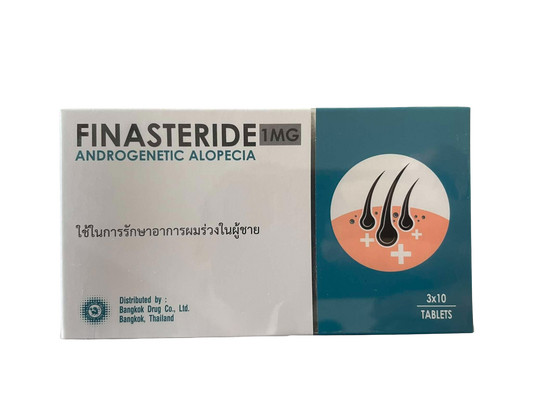 FINASTERIDE 1MG
ANDROGENETIC ALOPECIA
ใช้ในการรักษาอาการผมร่วงในผู้ชาย
Distributed by :
Bangkok Drug Co., Ltd.
Bangkok, Thailand
3x10
TABLETS